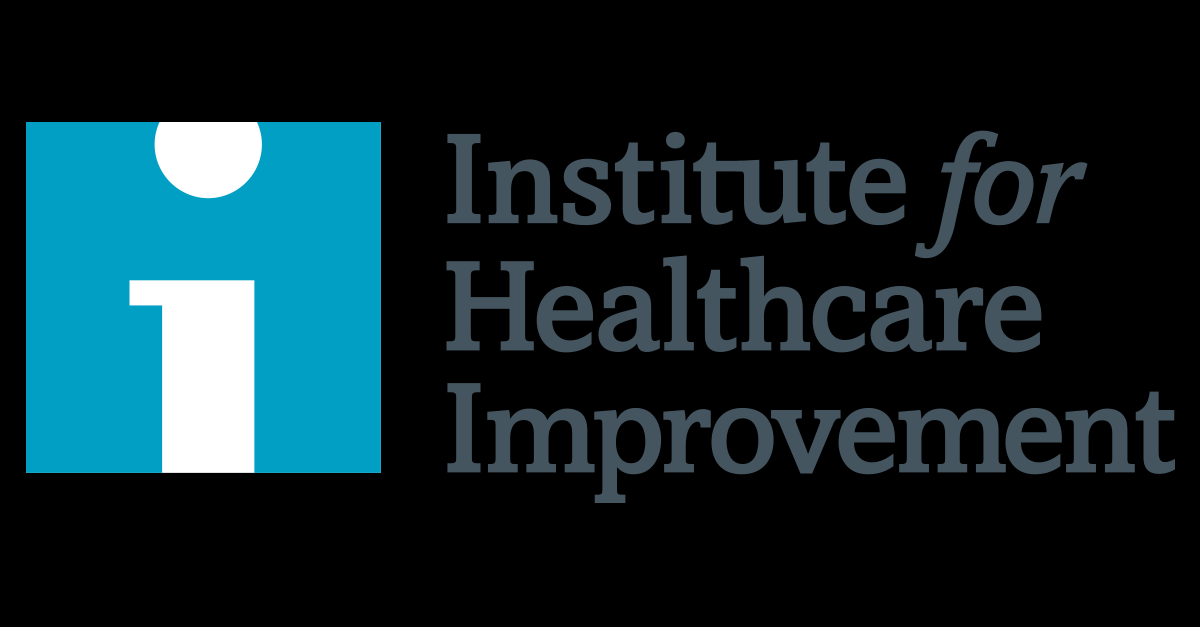 i
Institute for
Healthcare
Improvement